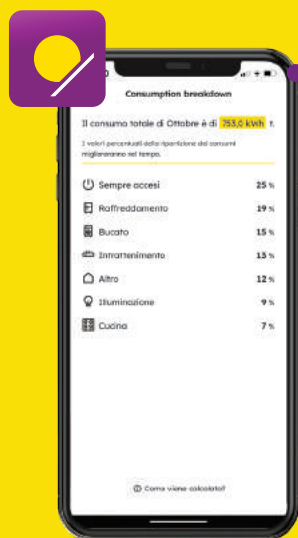 Consumption breakdown
Il consumo totale di Ottobre è di 753,0 kWh
I valori percentuali della ripartizione dei consumi
miglioreranno nel tempo.
Sempre accesi 25 %
Raffreddamento 19 %
Bucato 15 %
Intrattenimento 13 %
Altro 12 %
Illuminazione 9 %
Cucina 7 %
Come viene calcolato?